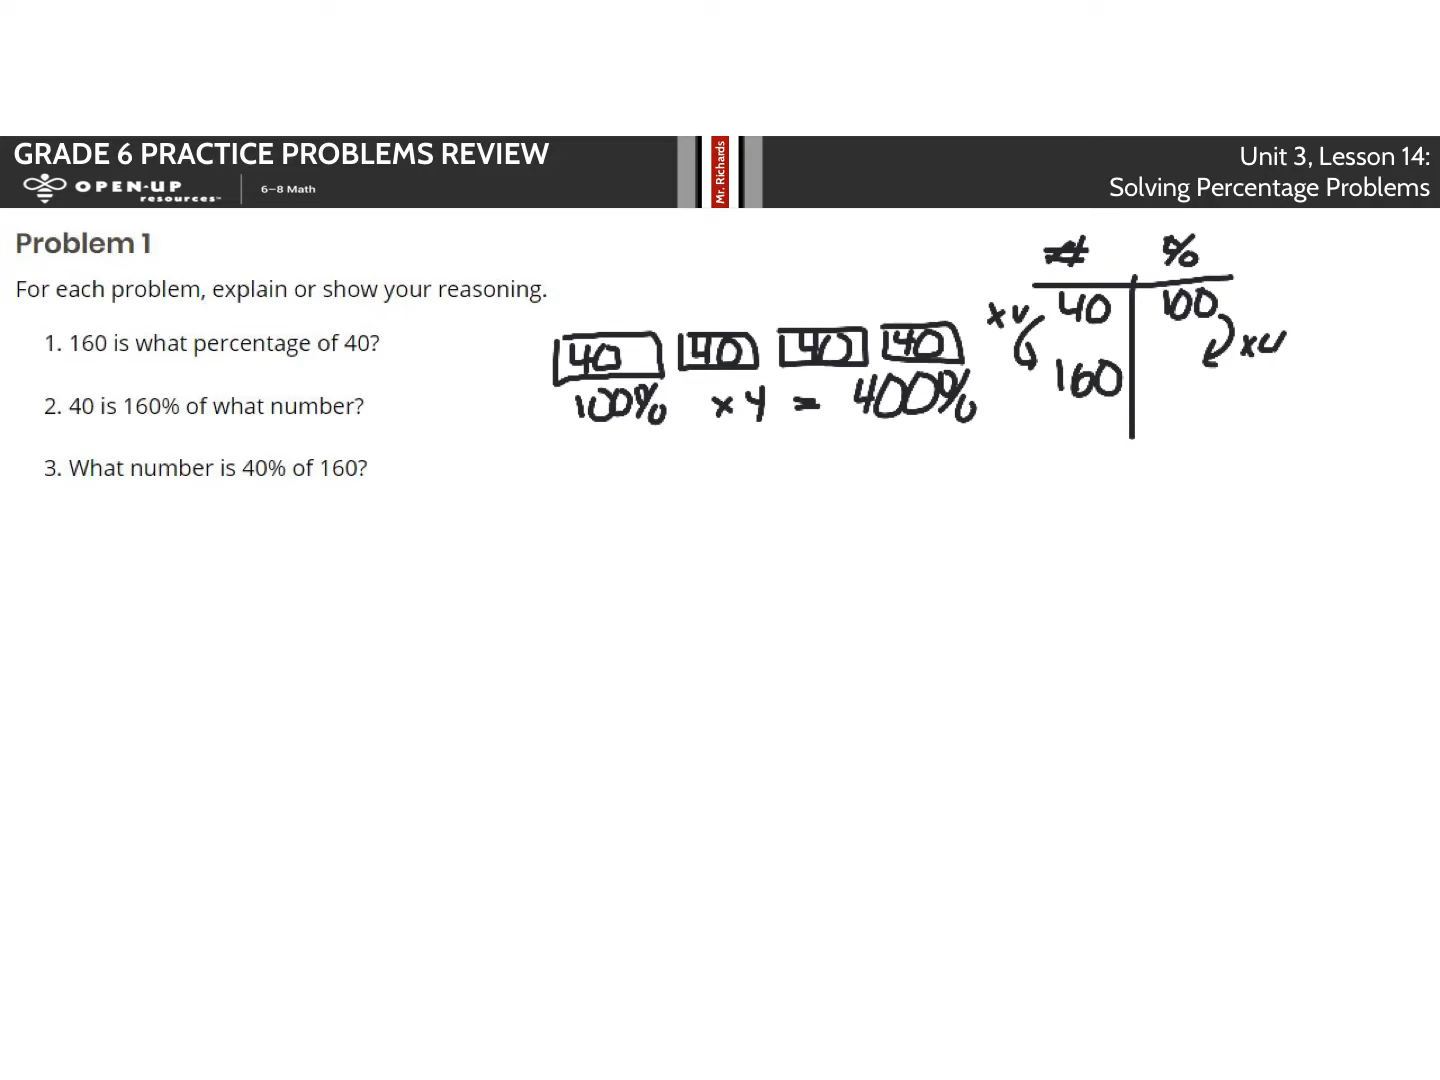 GRADE 6 PRACTICE PROBLEMS REVIEW
OPEN-UP resources™ 6–8 Math
Mr. Richards
Unit 3, Lesson 14:
Solving Percentage Problems
Problem 1
For each problem, explain or show your reasoning.
1. 160 is what percentage of 40?
2. 40 is 160% of what number?
3. What number is 40% of 160?
40 40 40 40
100% x 4 = 400%
# %
x4 40 100 x4
160